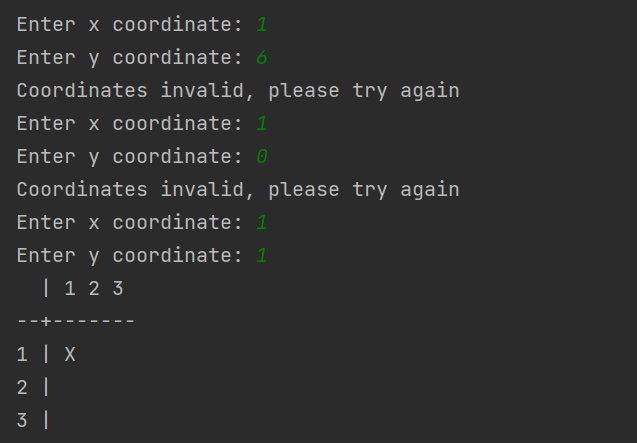 Enter x coordinate: 1
Enter y coordinate: 6
Coordinates invalid, please try again
Enter x coordinate: 1
Enter y coordinate: 0
Coordinates invalid, please try again
Enter x coordinate: 1
Enter y coordinate: 1
  | 1 2 3
--+-------
1 | X
2 |
3 |